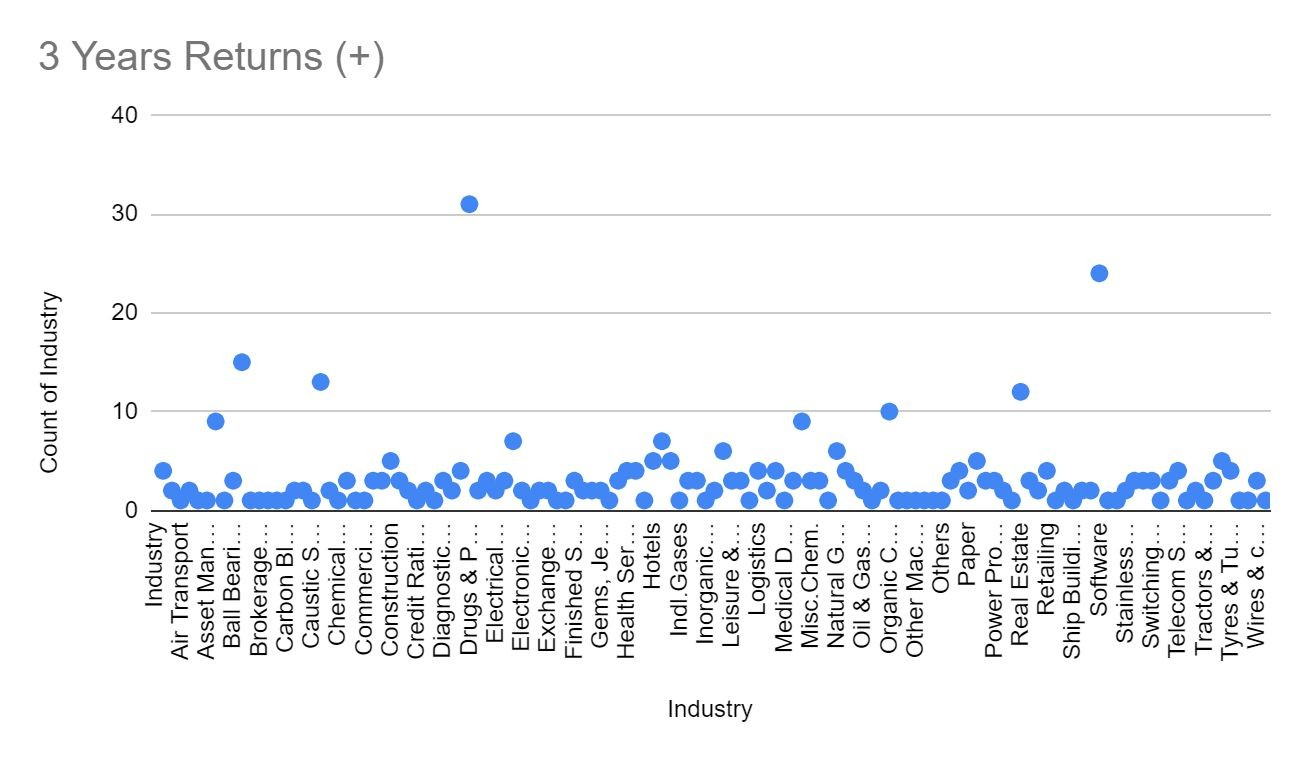 3 Years Returns (+)
40
30
20
10
0
Count of Industry
Industry
Air Transport
Asset Man…
Ball Beari…
Brokerage…
Carbon Bl…
Caustic S…
Chemical…
Commerci…
Construction
Credit Rati…
Diagnostic…
Drugs & P…
Electrical…
Electronic…
Exchange…
Finished S…
Gems, Je…
Health Ser…
Hotels
Indl.Gases
Inorganic…
Leisure &…
Logistics
Medical D…
Misc.Chem.
Natural G…
Oil & Gas…
Organic C…
Other Mac…
Others
Paper
Power Pro…
Real Estate
Retailing
Ship Buildi…
Software
Stainless…
Switching…
Telecom S…
Tractors &…
Tyres & Tu…
Wires & c…
Industry